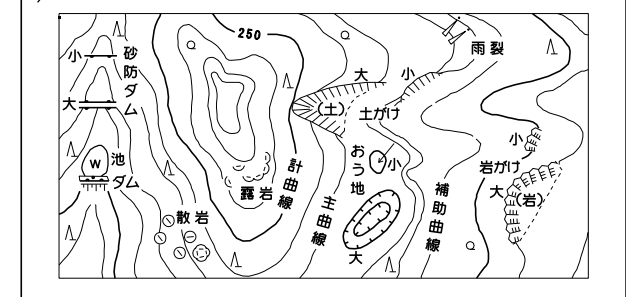 250
小
砂防ダム
大
W
池
ダム
露岩
散岩
計曲線
主曲線
大
(土)
土がけ
小
雨裂
おう地
小
大
補助曲線
小
岩がけ
大
(岩)